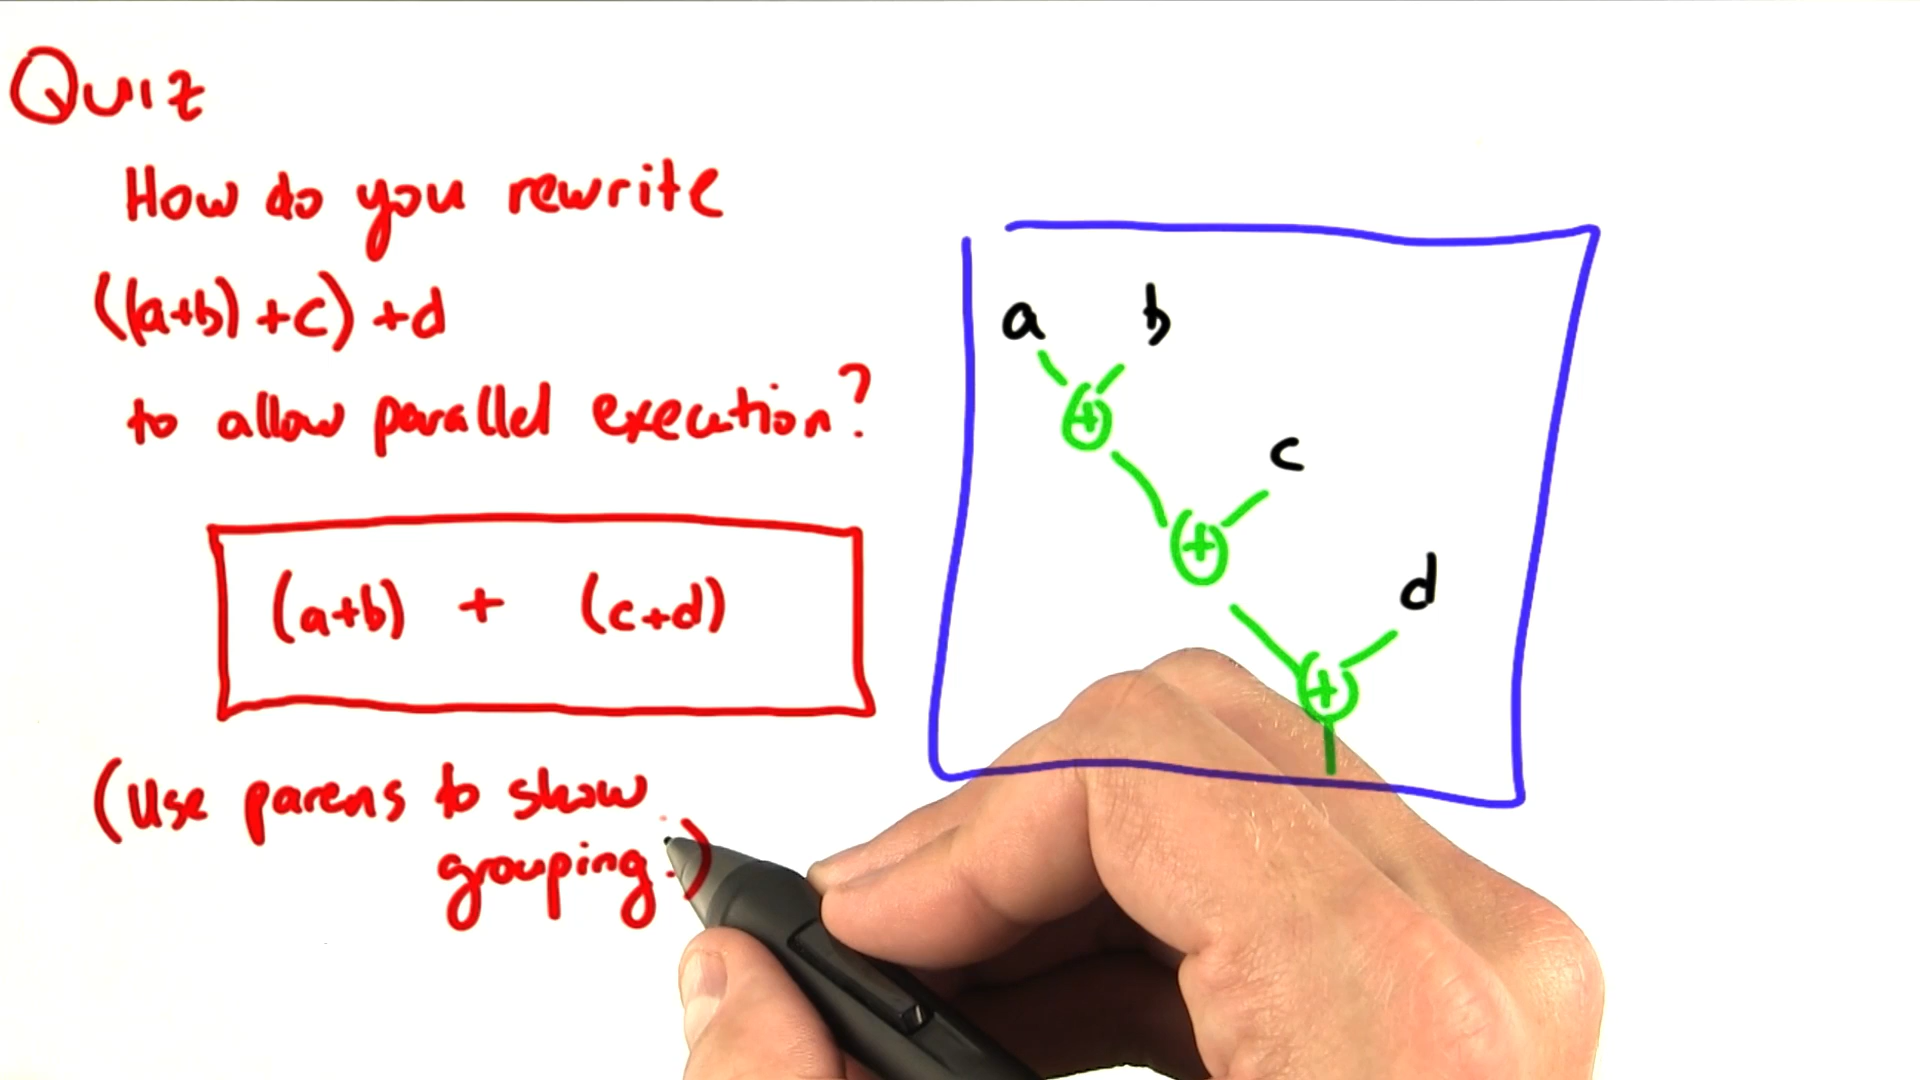 Quiz
How do you rewrite
((a+b)+c)+d
to allow parallel execution?
(a+b) + (c+d)
(Use parens to show
grouping.)
a b
+
c
+
d
+